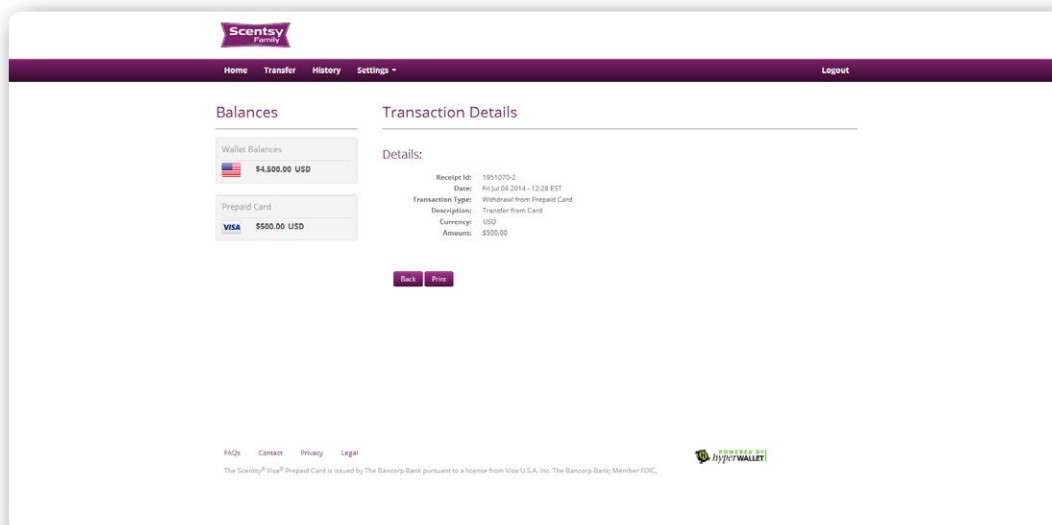 Scentsy
Family
Home Transfer History Settings Logout
Balances
Wallet Balances
$4,500.00 USD
Prepaid Card
VISA $500.00 USD
Transaction Details
Details:
Receipt Id: 1951070-2
Date: Fri Jul 04 2014 - 12:28 EST
Transaction Type: Withdrawl from Prepaid Card
Description: Transfer from Card
Currency: USD
Amount: $500.00
Back Print
FAQs Contact Privacy Legal
POWERED BY
hyperWALLET
The Scentsy® Visa® Prepaid Card is issued by The Bancorp Bank pursuant to a license from Visa U.S.A. Inc. The Bancorp Bank; Member FDIC.